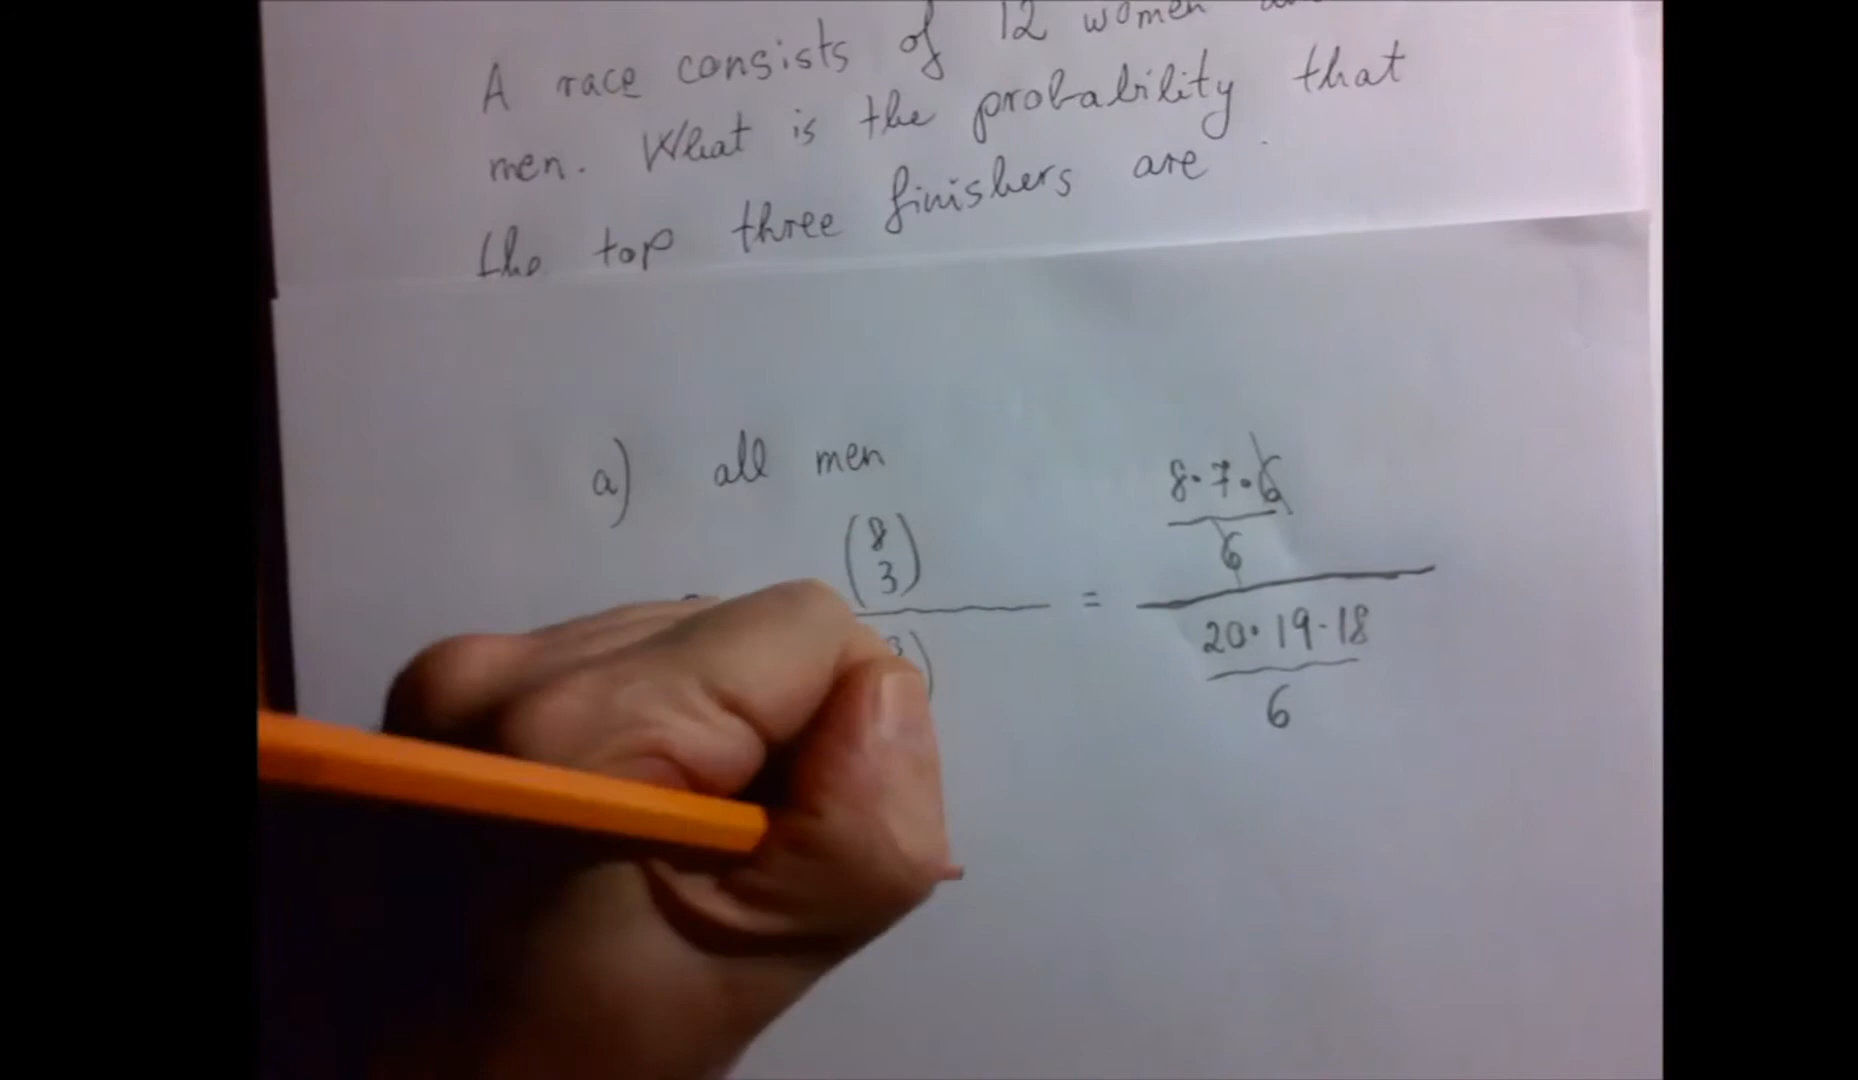 A race consists of 12 women
men. What is the probability that
the top three finishers are
a) all men
(8
3)
=
8·7·6
6
20·19·18
6